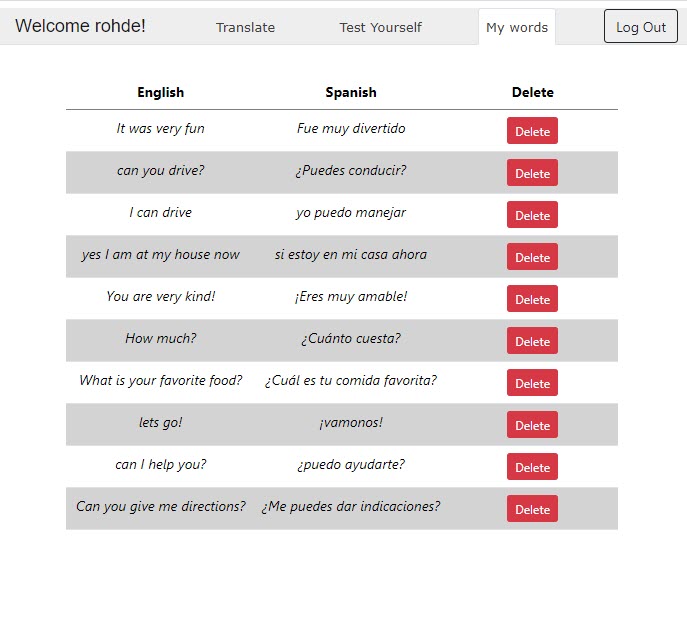 Welcome rohde! Translate Test Yourself My words Log Out
English Spanish Delete
It was very fun Fue muy divertido Delete
can you drive? ¿Puedes conducir? Delete
I can drive yo puedo manejar Delete
yes I am at my house now si estoy en mi casa ahora Delete
You are very kind! ¡Eres muy amable! Delete
How much? ¿Cuánto cuesta? Delete
What is your favorite food? ¿Cuál es tu comida favorita? Delete
lets go! ¡vamonos! Delete
can I help you? ¿puedo ayudarte? Delete
Can you give me directions? ¿Me puedes dar indicaciones? Delete